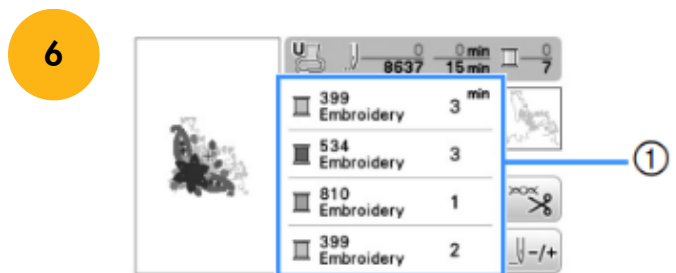 6
U
0
8637
0 min
15 min
0
7
399
Embroidery
3 min
534
Embroidery
3
810
Embroidery
1
399
Embroidery
2
-/+
①